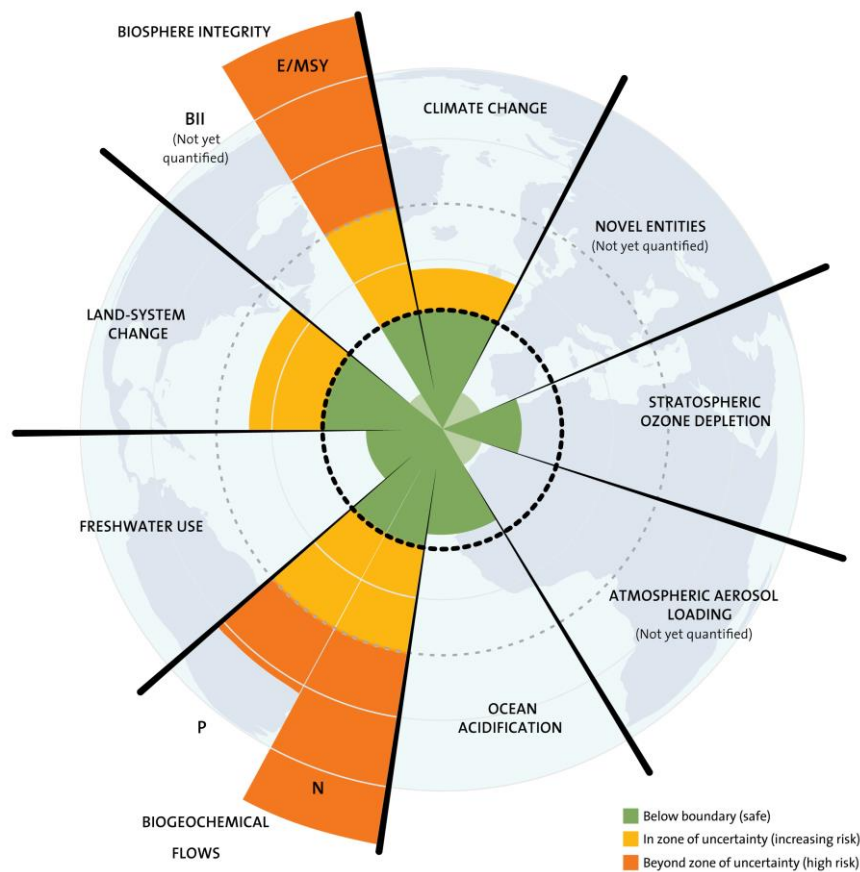 BIOSPHERE INTEGRITY
E/MSY
BII
(Not yet
quantified)
CLIMATE CHANGE
NOVEL ENTITIES
(Not yet quantified)
LAND-SYSTEM
CHANGE
STRATOSPHERIC
OZONE DEPLETION
FRESHWATER USE
ATMOSPHERIC AEROSOL
LOADING
(Not yet quantified)
OCEAN
ACIDIFICATION
P
N
BIOGEOCHEMICAL
FLOWS
Below boundary (safe)
In zone of uncertainty (increasing risk)
Beyond zone of uncertainty (high risk)